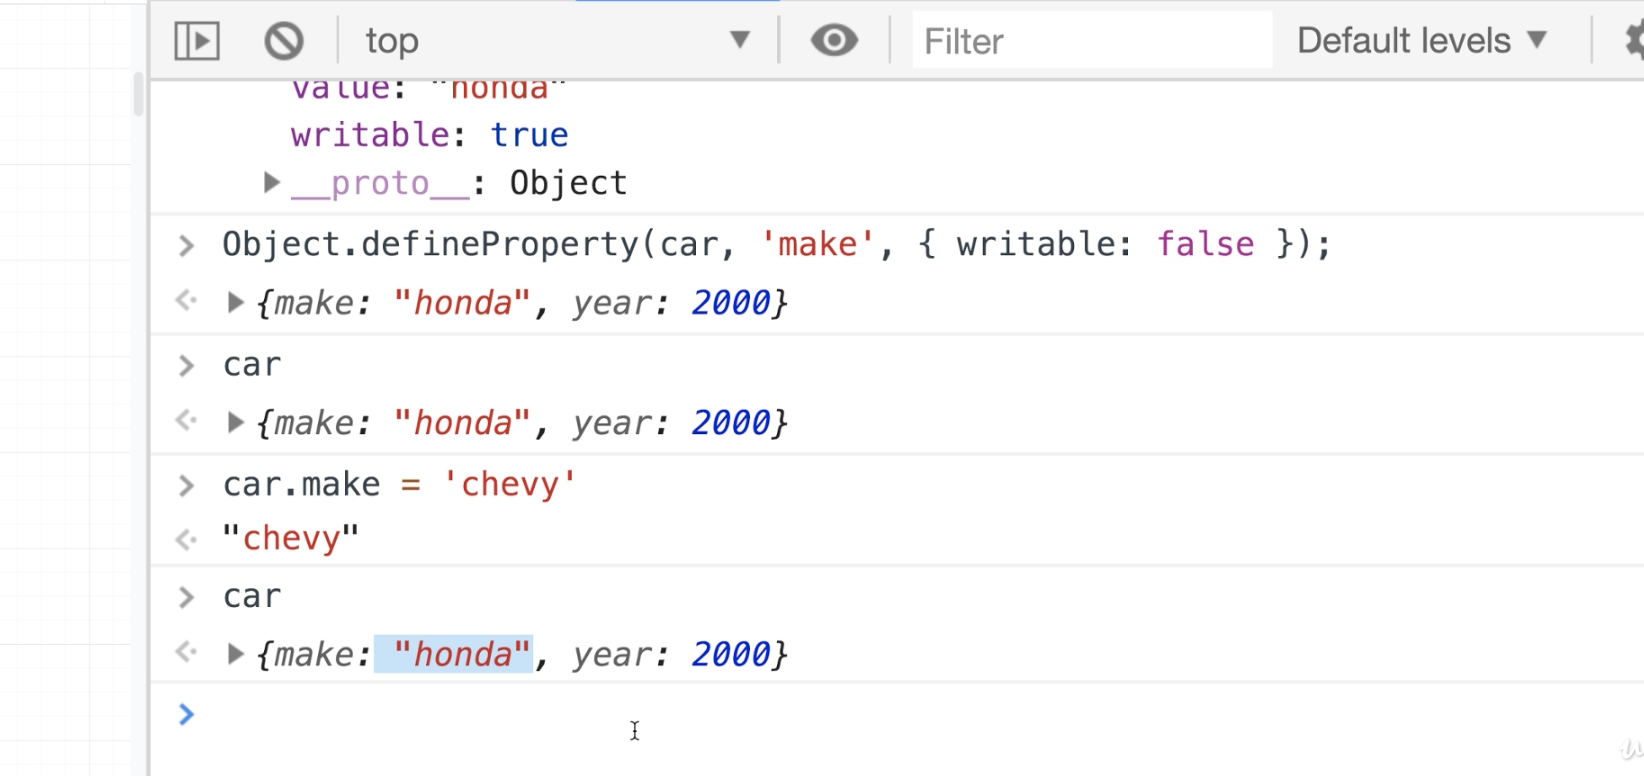 top Filter Default levels
value: "honda"
writable: true
__proto__: Object
Object.defineProperty(car, 'make', { writable: false });
{make: "honda", year: 2000}
car
{make: "honda", year: 2000}
car.make = 'chevy'
"chevy"
car
{make: "honda", year: 2000}